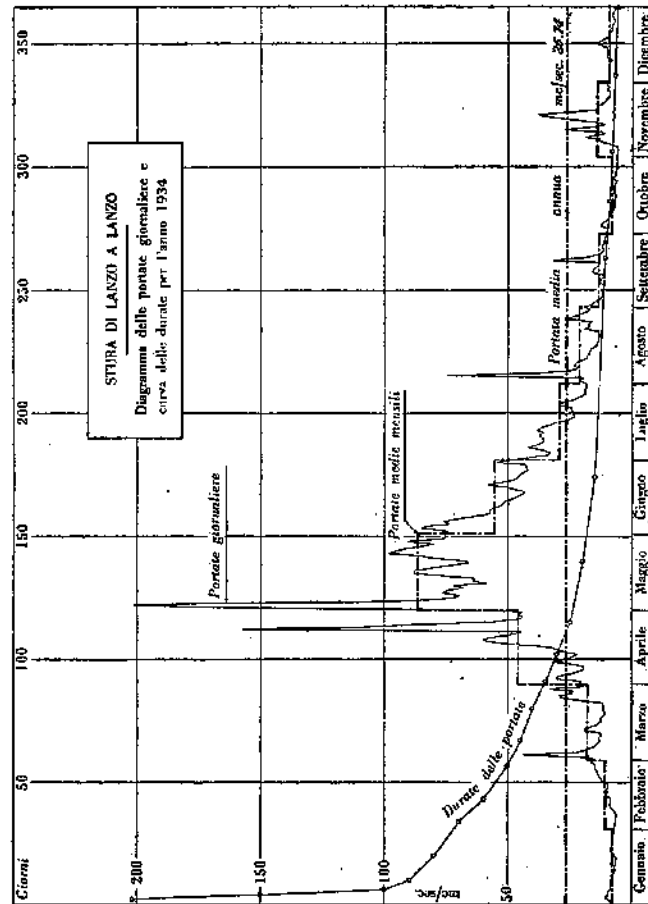 Giorni
50
100
150
200
250
300
350
STURA DI LANZO A LANZO
Diagramma delle portate giornaliere e
curva delle durate per l'anno 1934
200
150
100
50
mc/sec.
Portate giornaliere
Portate medie mensili
Durate delle portate
Portata media annua mc/sec. 26.24
Gennaio
Febbraio
Marzo
Aprile
Maggio
Giugno
Luglio
Agosto
Settembre
Ottobre
Novembre
Dicembre